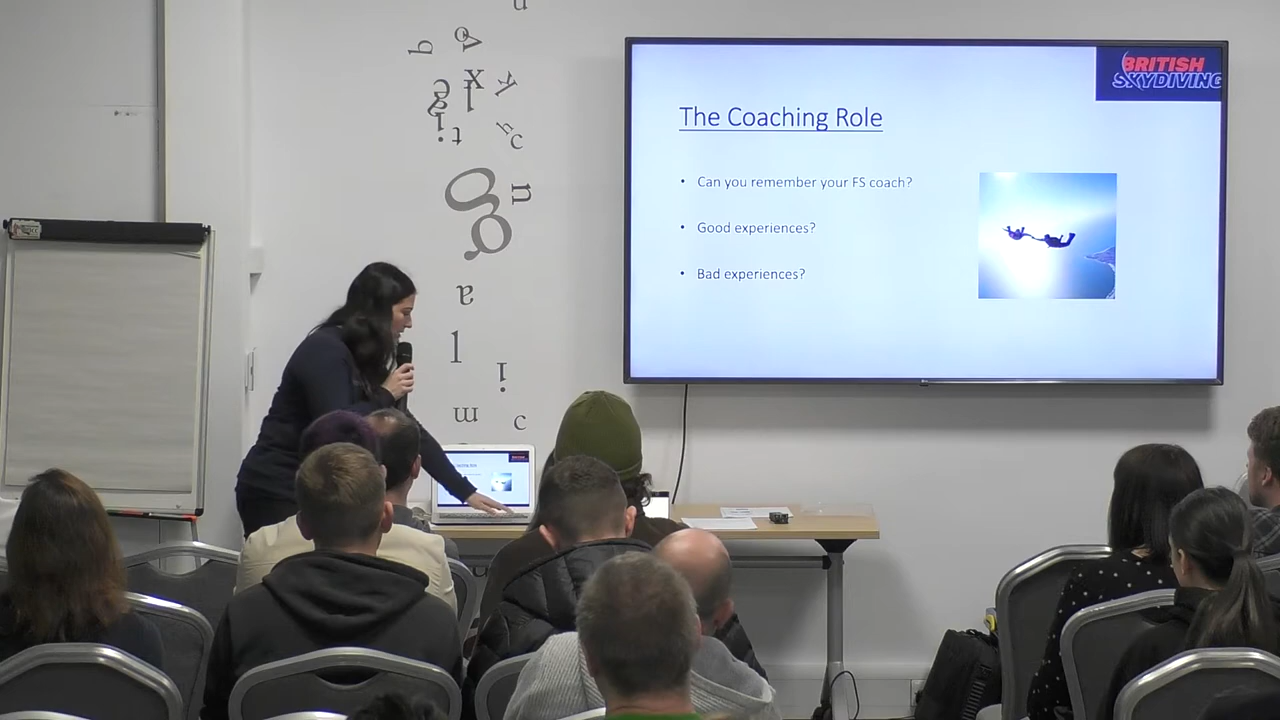 BRITISH
SKYDIVING
The Coaching Role
• Can you remember your FS coach?
• Good experiences?
• Bad experiences?
u
b
o
A
x
g
f
i
t
c
g
n
a
l
i
m
c